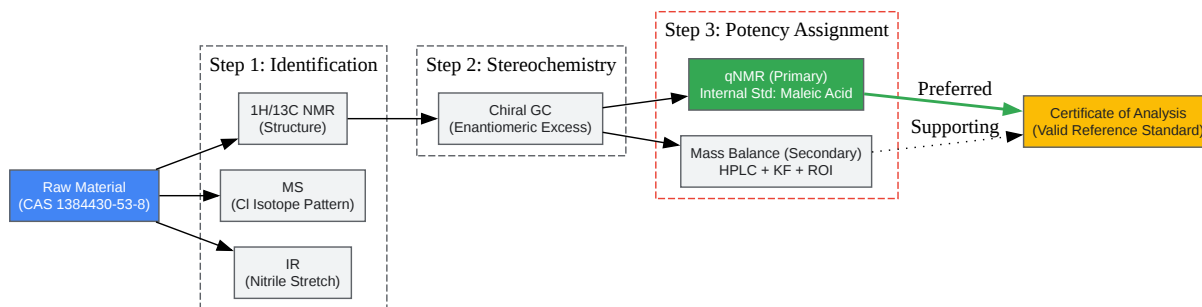 Step 1: Identification
Step 2: Stereochemistry
Step 3: Potency Assignment
Raw Material
(CAS 1384430-53-8)
1H/13C NMR
(Structure)
MS
(Cl Isotope Pattern)
IR
(Nitrile Stretch)
Chiral GC
(Enantiomeric Excess)
qNMR (Primary)
Internal Std: Maleic Acid
Mass Balance (Secondary)
HPLC + KF + ROI
Preferred
Supporting
Certificate of Analysis
(Valid Reference Standard)